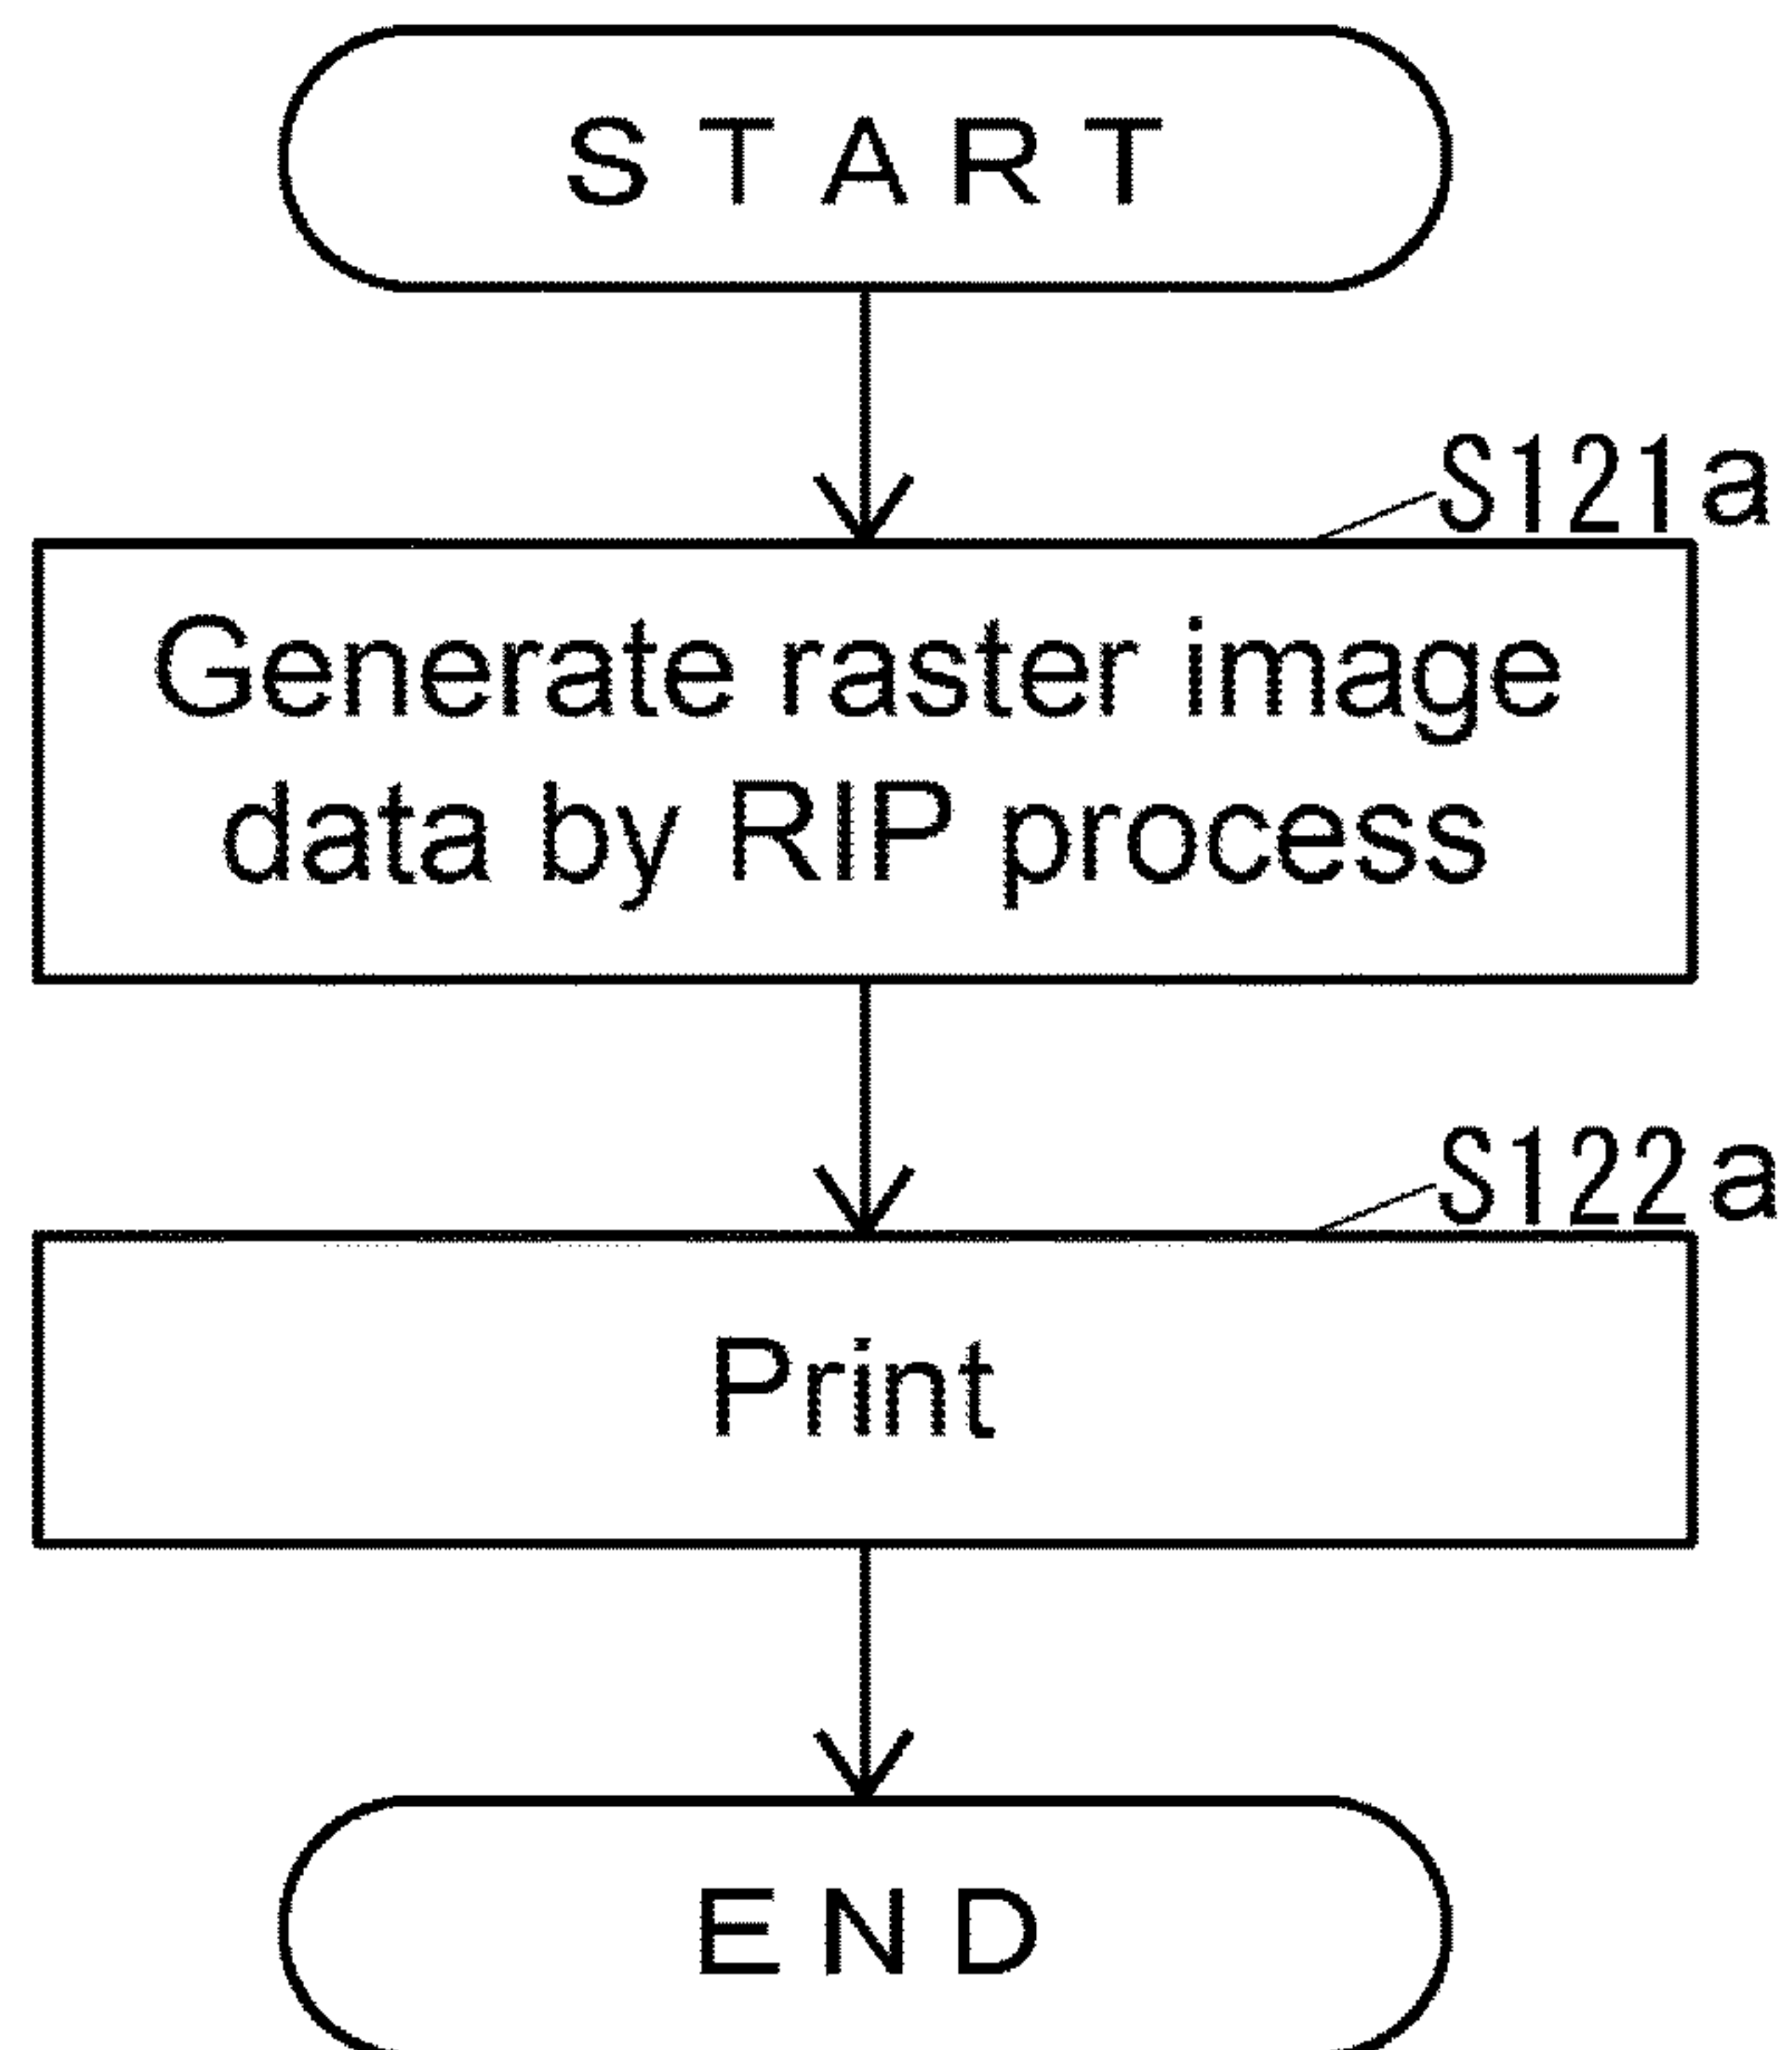 START
S121a
Generate raster image
data by RIP process
S122a
Print
END